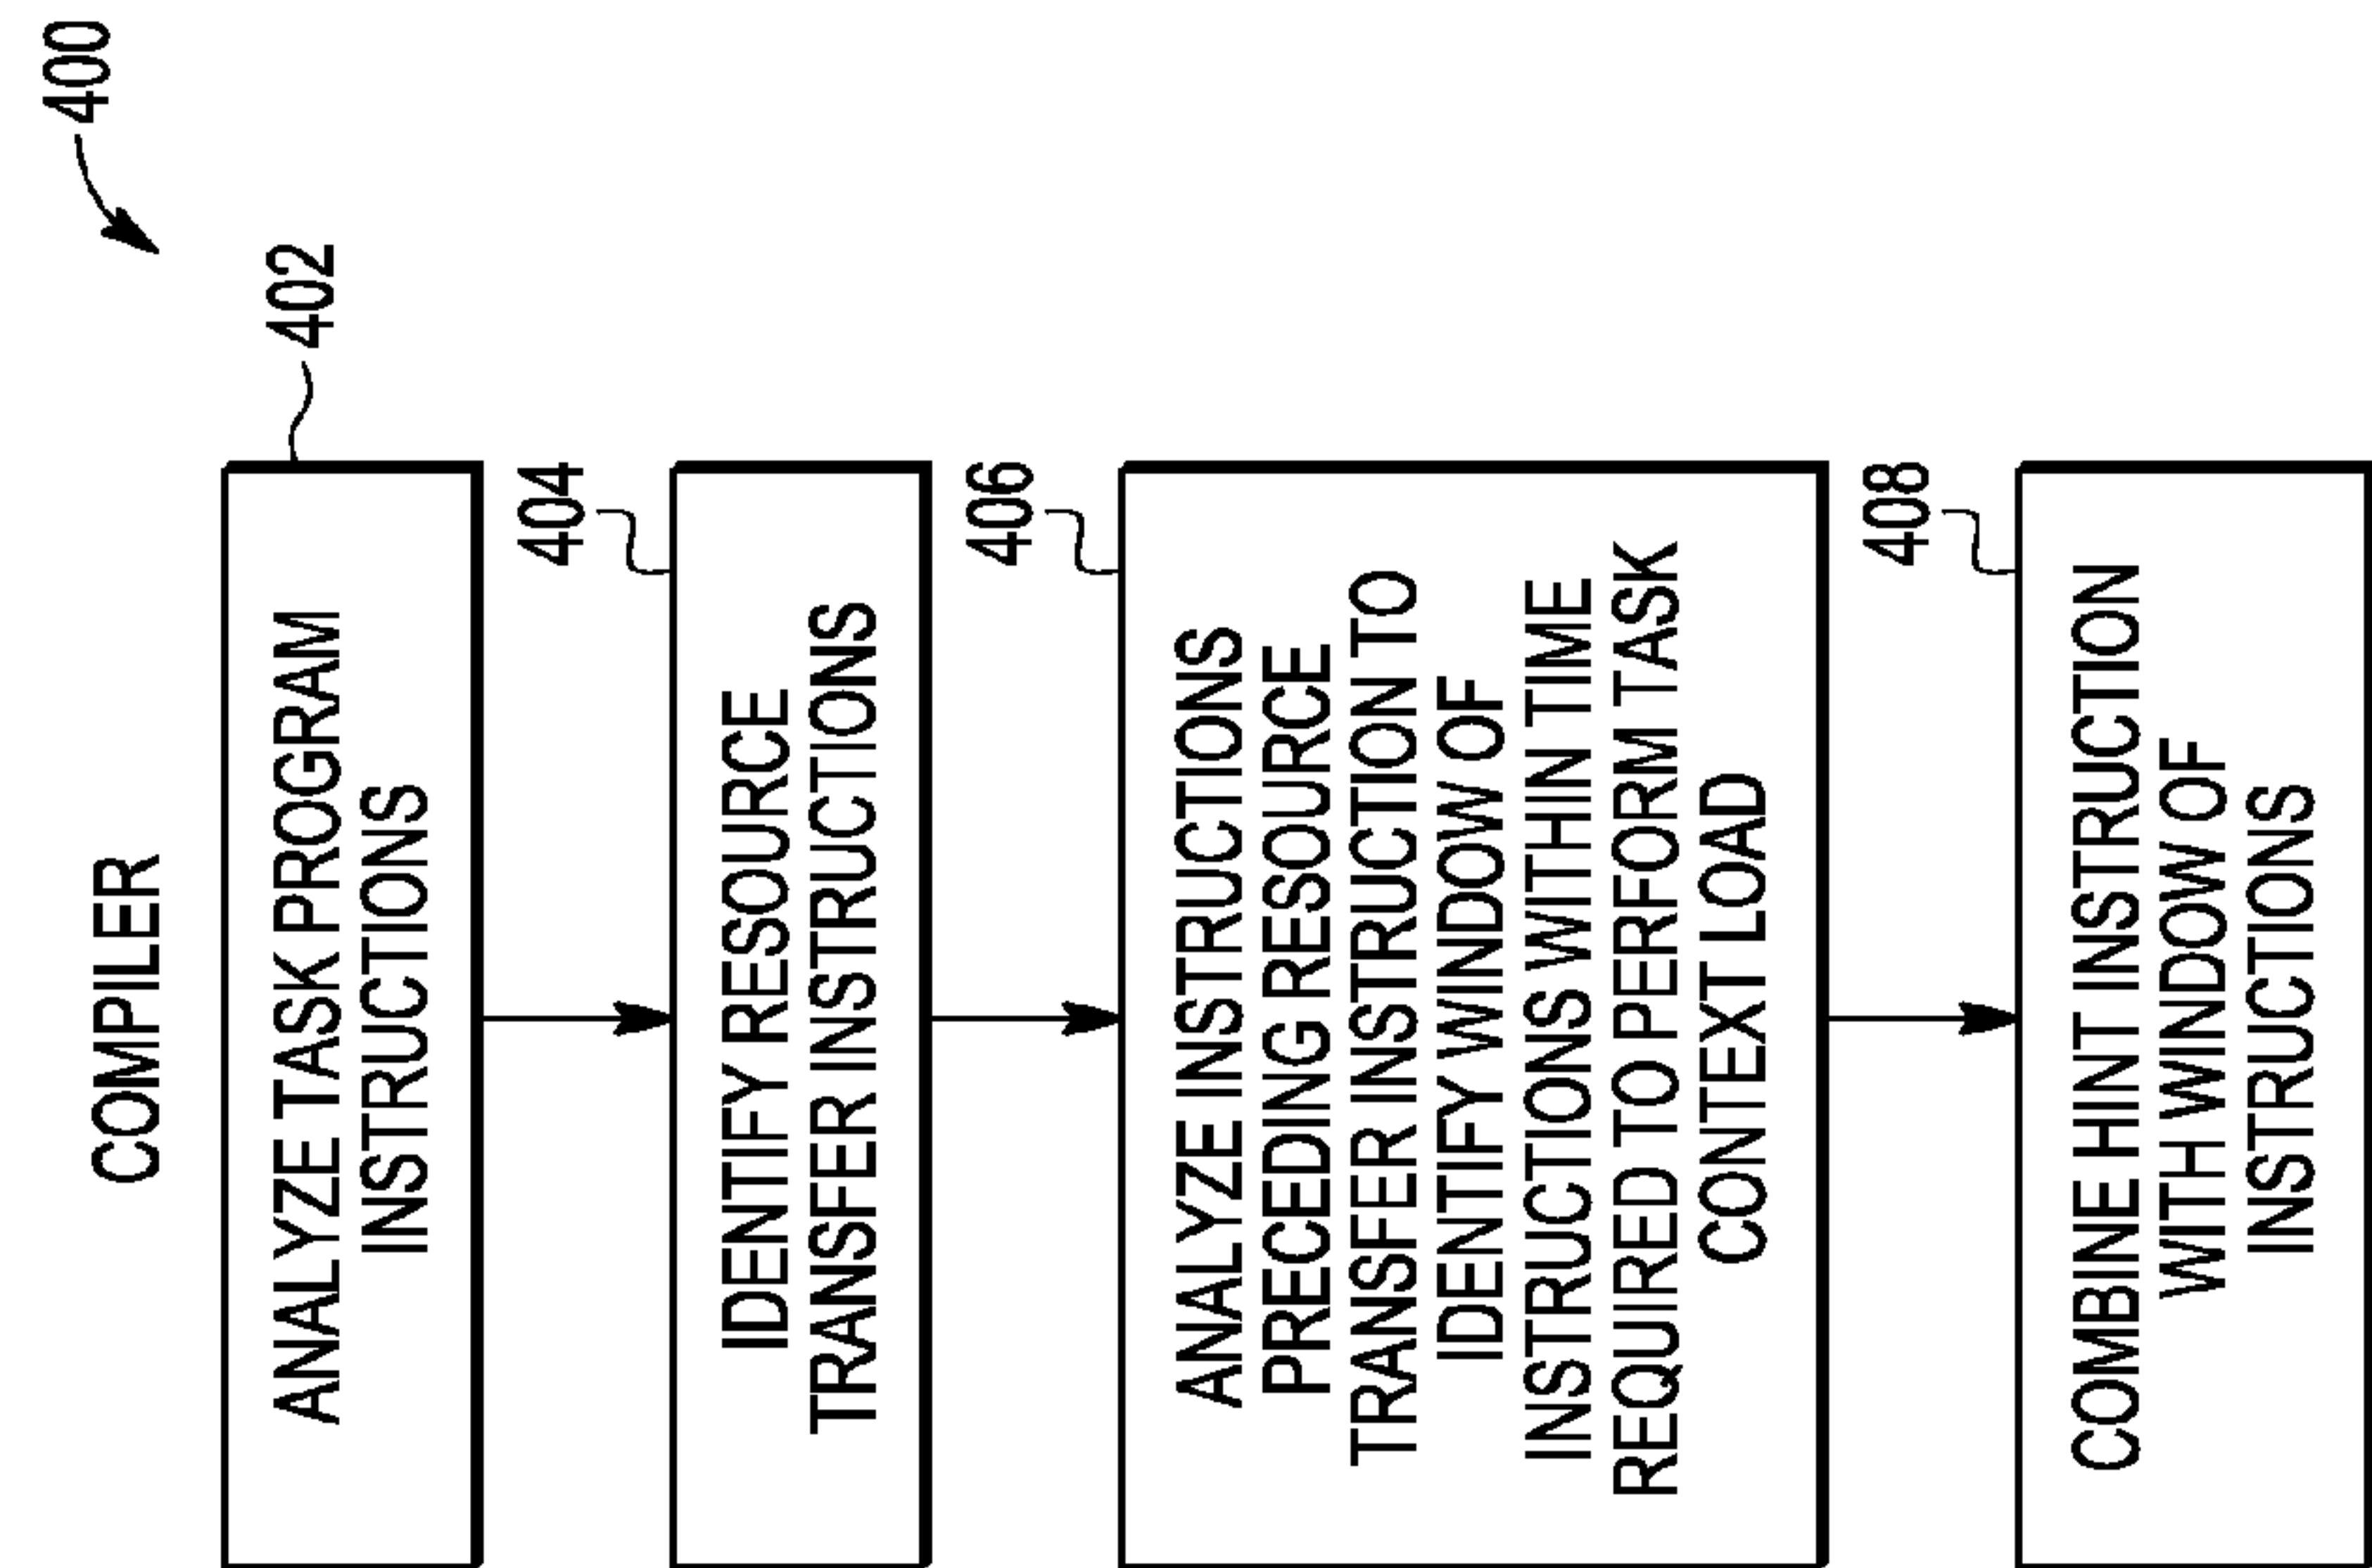 400
COMPILER
402
ANALYZE TASK PROGRAM
INSTRUCTIONS
404
IDENTIFY RESOURCE
TRANSFER INSTRUCTIONS
406
ANALYZE INSTRUCTIONS
PRECEDING RESOURCE
TRANSFER INSTRUCTION TO
IDENTIFY WINDOW OF
INSTRUCTIONS WITHIN TIME
REQUIRED TO PERFORM TASK
CONTEXT LOAD
408
COMBINE HINT INSTRUCTION
WITH WINDOW OF
INSTRUCTIONS